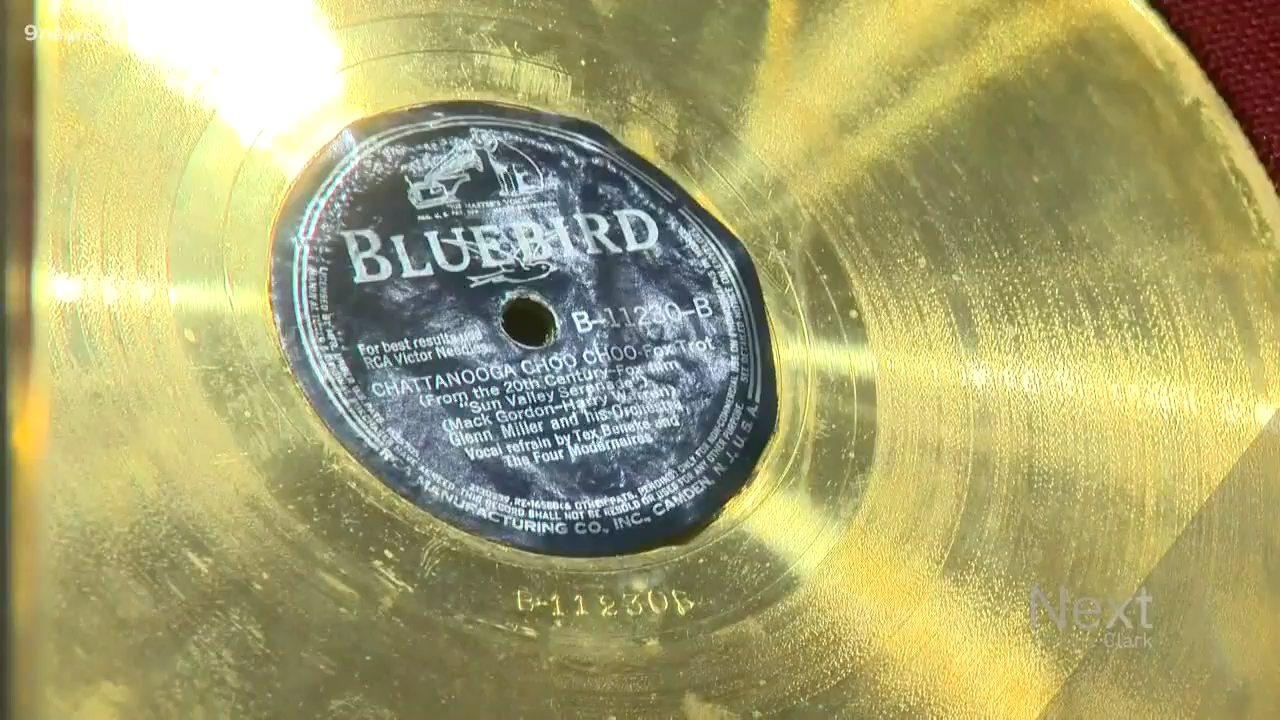 9news
"HIS MASTER'S VOICE"
BLUEBIRD
B-11230-B
For best results use
RCA Victor Needles
CHATTANOOGA CHOO CHOO-Fox Trot
(From the 20th Century-Fox film
"Sun Valley Serenade")
(Mack Gordon-Harry Warren)
Glenn Miller and his Orchestra
Vocal refrain by Tex Beneke and
The Four Modernaires
RCA MANUFACTURING CO., INC., CAMDEN, N. J., U. S. A.
B-11230B
Next
Clark